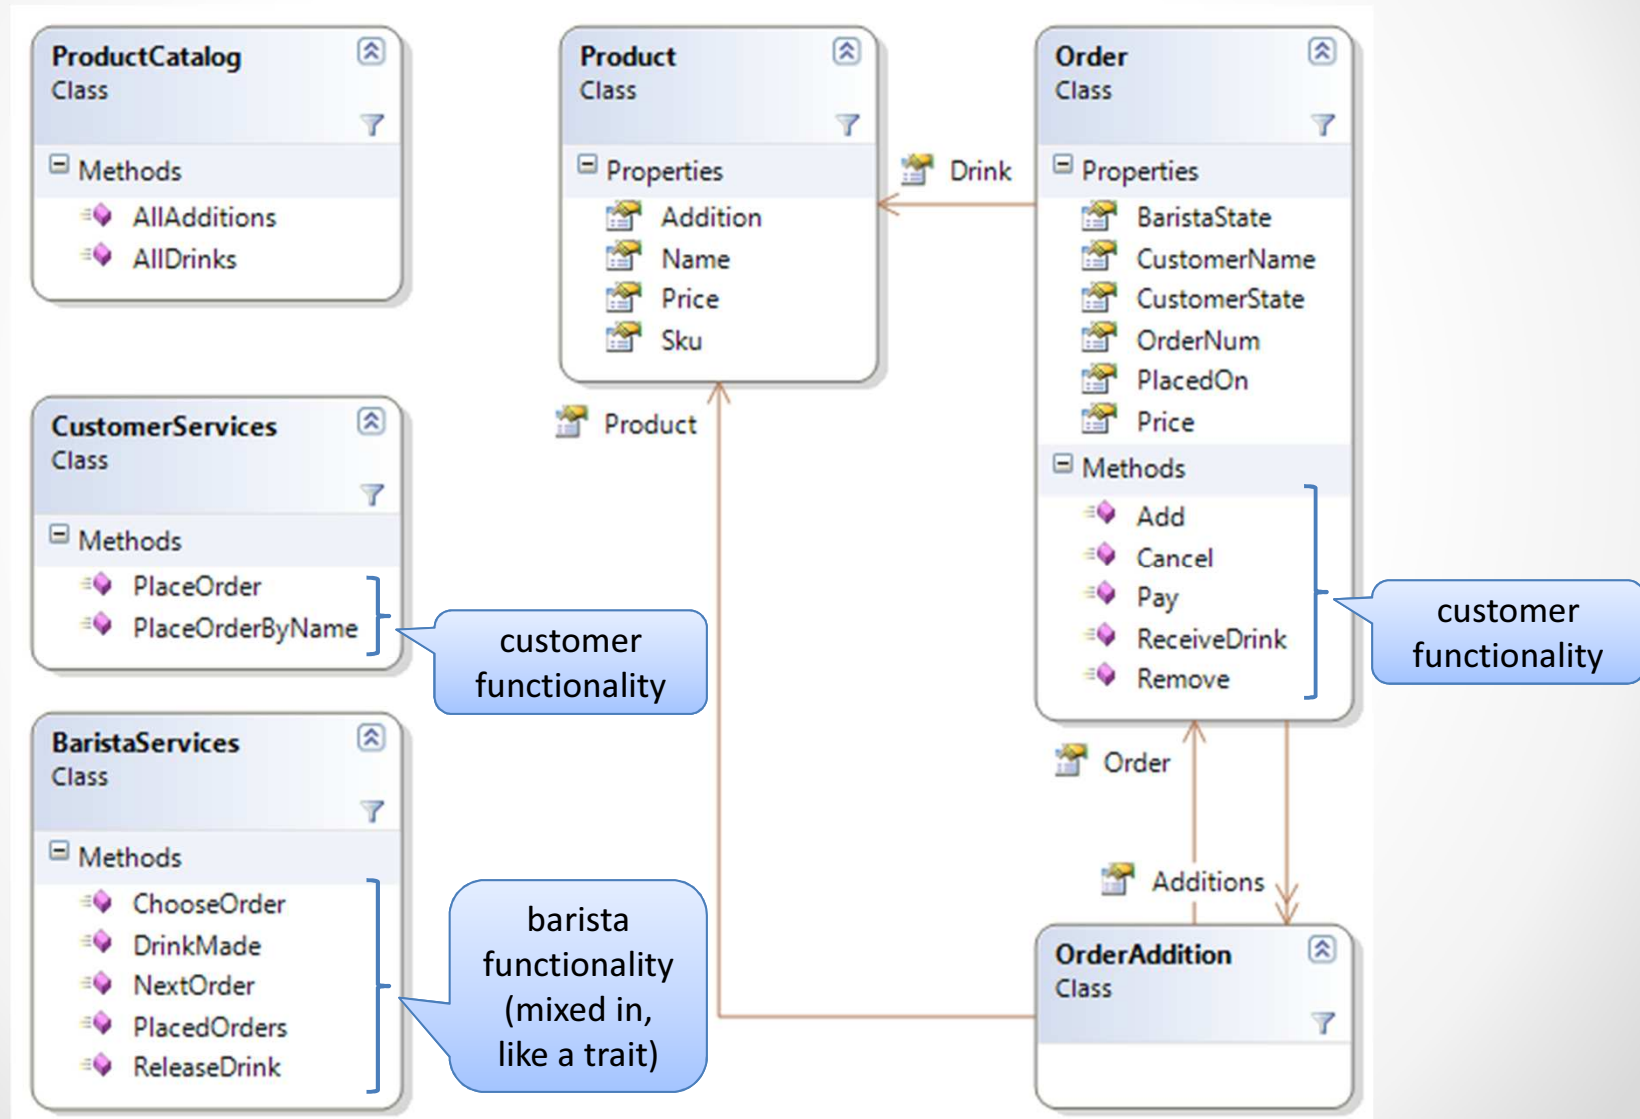 ProductCatalog
Class
Methods
AllAdditions
AllDrinks
CustomerServices
Class
Methods
PlaceOrder
PlaceOrderByName
customer
functionality
BaristaServices
Class
Methods
ChooseOrder
DrinkMade
NextOrder
PlacedOrders
ReleaseDrink
barista
functionality
(mixed in,
like a trait)
Product
Class
Properties
Addition
Name
Price
Sku
Product
Drink
Order
Class
Properties
BaristaState
CustomerName
CustomerState
OrderNum
PlacedOn
Price
Methods
Add
Cancel
Pay
ReceiveDrink
Remove
customer
functionality
Order
Additions
OrderAddition
Class